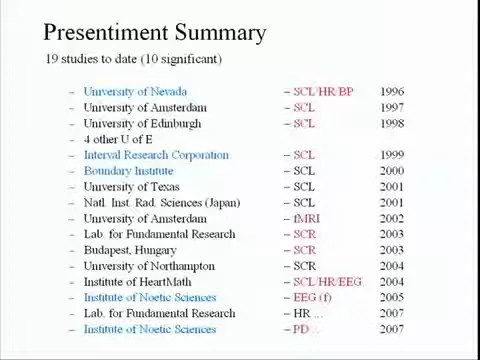 Presentiment Summary
19 studies to date (10 significant)
– University of Nevada – SCL/HR/BP 1996
– University of Amsterdam – SCL 1997
– University of Edinburgh – SCL 1998
– 4 other U of E
– Interval Research Corporation – SCL 1999
– Boundary Institute – SCL 2000
– University of Texas – SCL 2001
– Natl. Inst. Rad. Sciences (Japan) – SCL 2001
– University of Amsterdam – fMRI 2002
– Lab. for Fundamental Research – SCR 2003
– Budapest, Hungary – SCR 2003
– University of Northampton – SCR 2004
– Institute of HeartMath – SCL/HR/EEG 2004
– Institute of Noetic Sciences – EEG (f) 2005
– Lab. for Fundamental Research – HR ... 2007
– Institute of Noetic Sciences – PD ... 2007